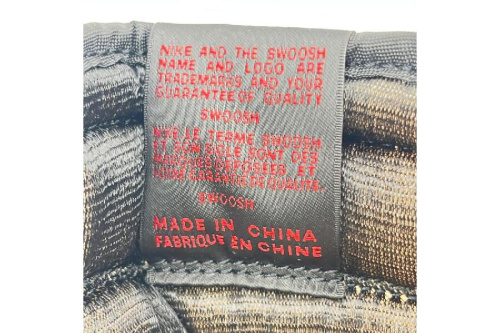 NIKE AND THE SWOOSH
NAME AND LOGO ARE
TRADEMARKS AND YOUR
GUARANTEE OF QUALITY
SWOOSH
NIKE LE TERME SWOOSH
ET SON SIGLE SONT DES
MARQUES DEPOSEES ET
UNE GARANTIE DE QUALITE.
SWOOSH
MADE IN CHINA
FABRIQUE EN CHINE